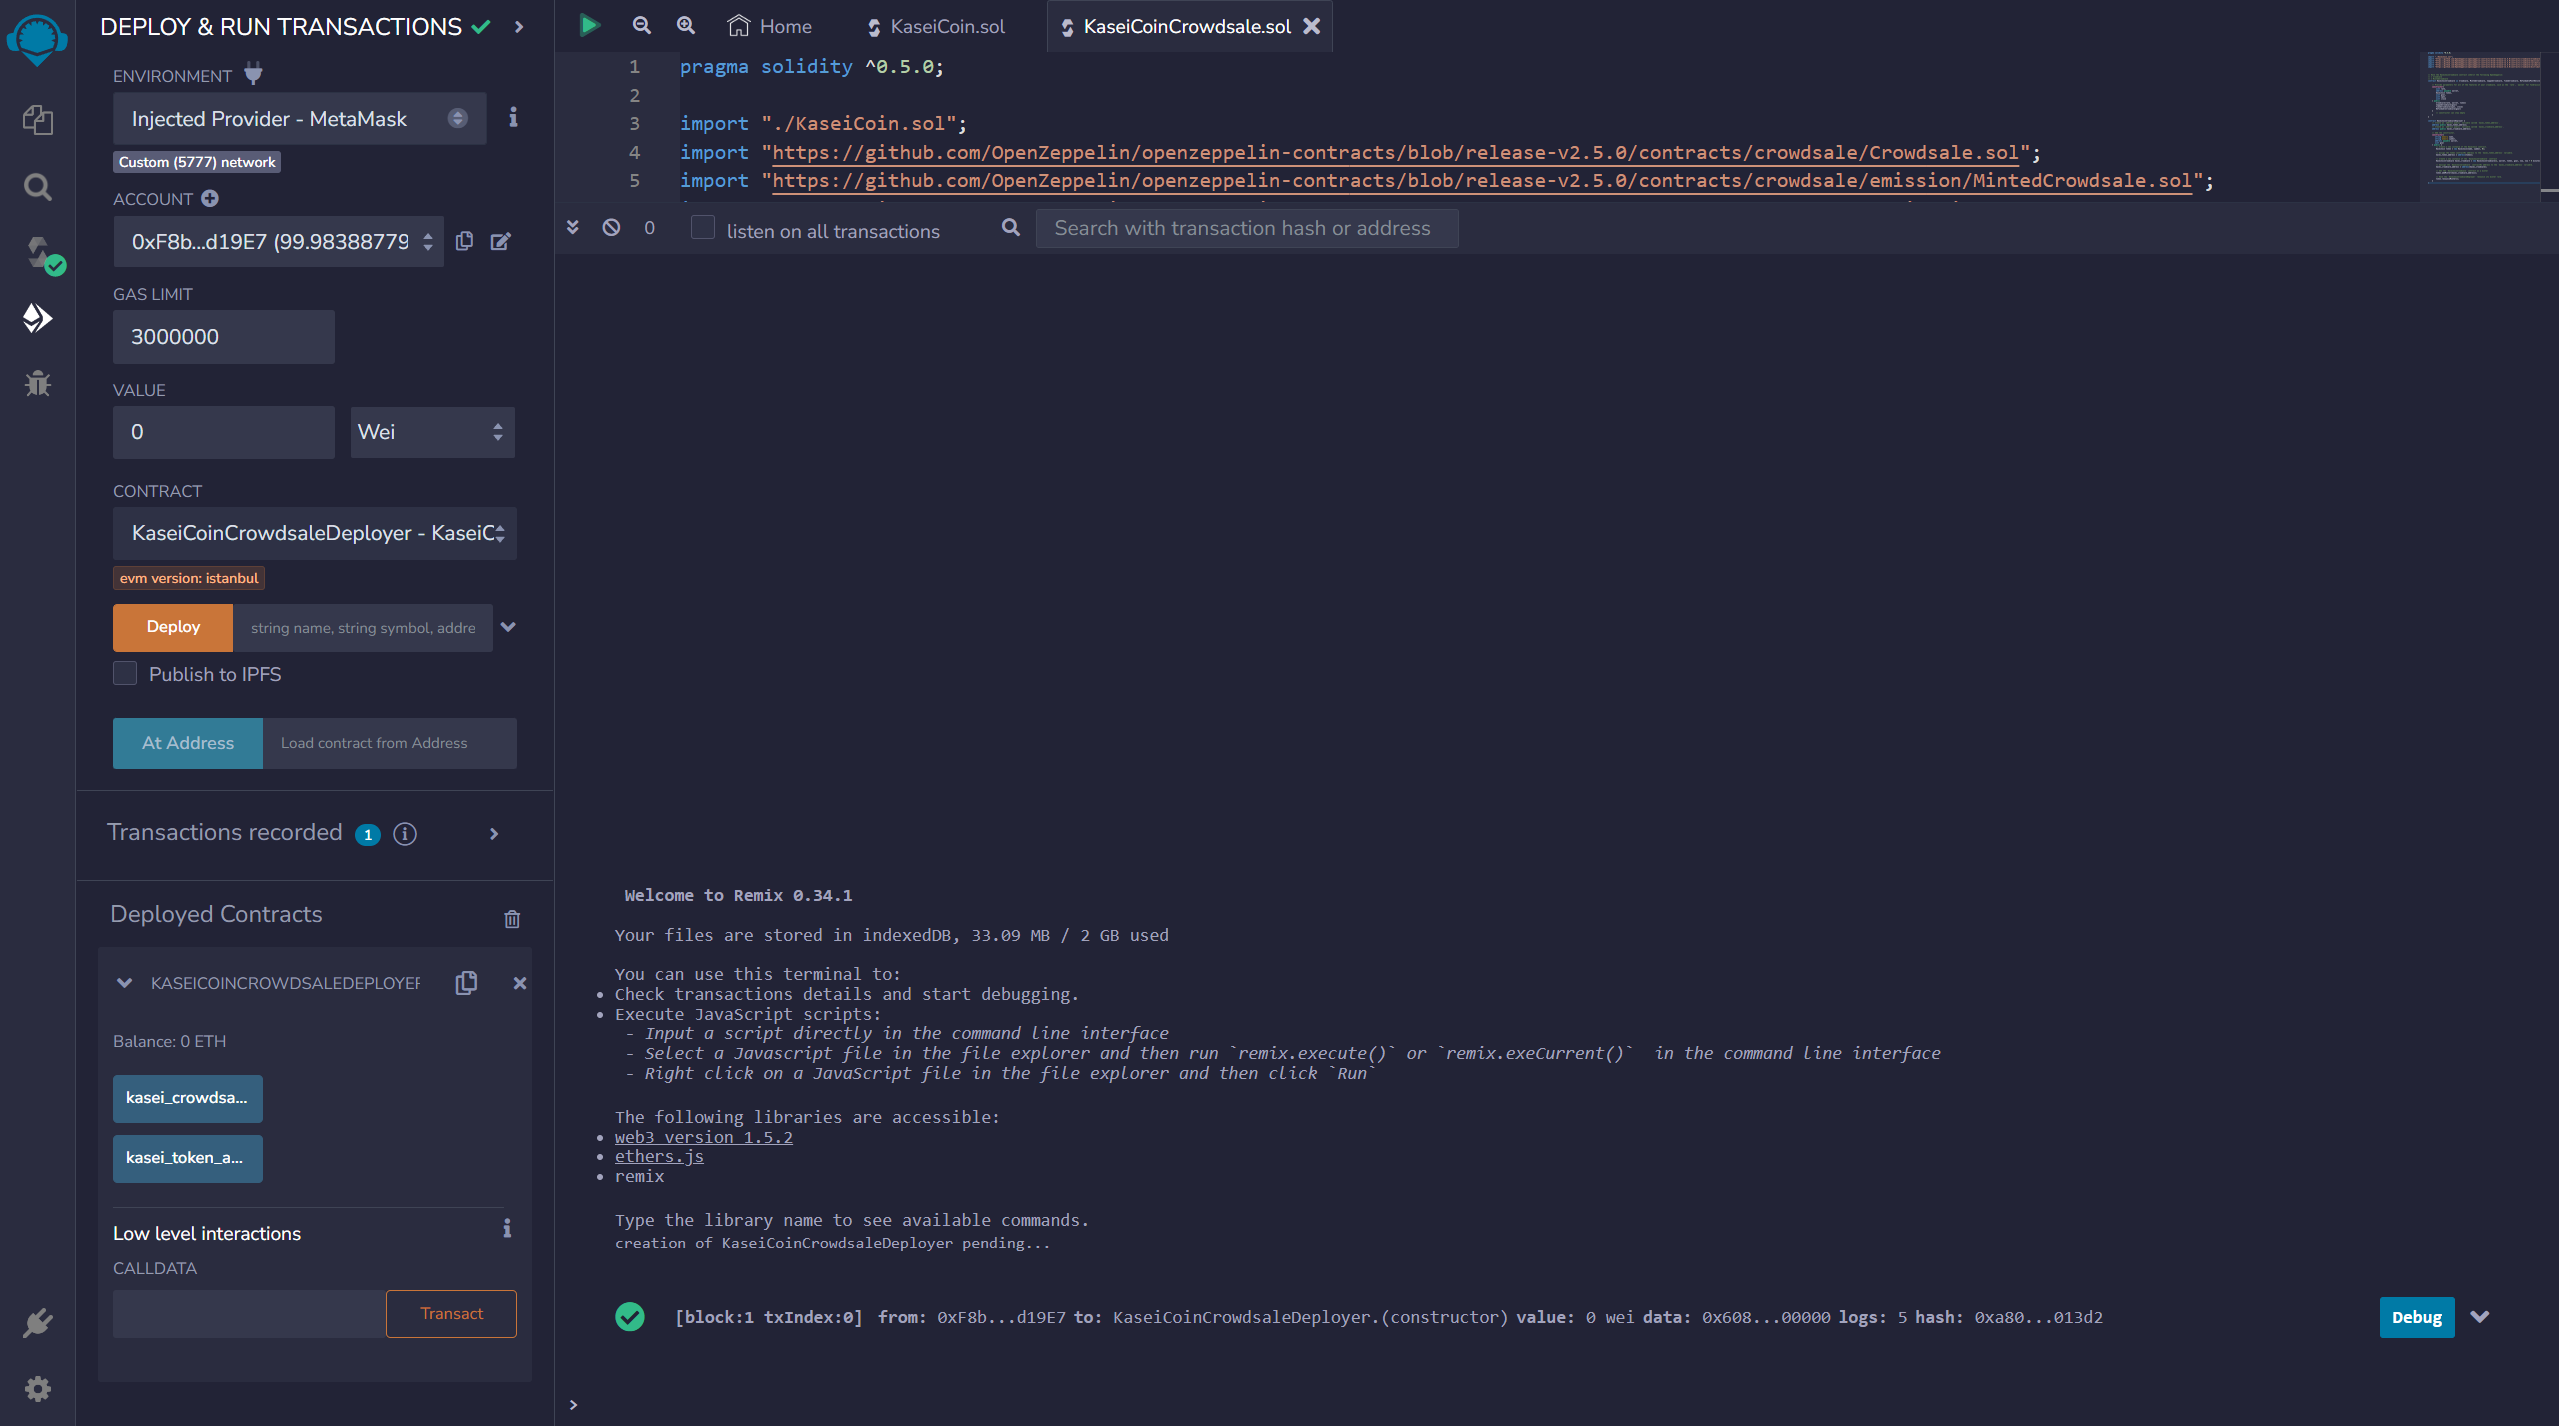 DEPLOY & RUN TRANSACTIONS
ENVIRONMENT
Injected Provider - MetaMask
Custom (5777) network
ACCOUNT
0xF8b...d19E7 (99.98388779
GAS LIMIT
3000000
VALUE
0
Wei
CONTRACT
KaseiCoinCrowdsaleDeployer - KaseiC
evm version: istanbul
Deploy
string name, string symbol, addre
Publish to IPFS
At Address
Load contract from Address
Transactions recorded 1
Deployed Contracts
KASEICOINCROWDSALEDEPLOYER
Balance: 0 ETH
kasei_crowdsa...
kasei_token_a...
Low level interactions
CALLDATA
Transact
Home
KaseiCoin.sol
KaseiCoinCrowdsale.sol
1 pragma solidity ^0.5.0;
2
3 import "./KaseiCoin.sol";
4 import "https://github.com/OpenZeppelin/openzeppelin-contracts/blob/release-v2.5.0/contracts/crowdsale/Crowdsale.sol";
5 import "https://github.com/OpenZeppelin/openzeppelin-contracts/blob/release-v2.5.0/contracts/crowdsale/emission/MintedCrowdsale.sol";
0
listen on all transactions
Search with transaction hash or address
Welcome to Remix 0.34.1
Your files are stored in indexedDB, 33.09 MB / 2 GB used
You can use this terminal to:
• Check transactions details and start debugging.
• Execute JavaScript scripts:
- Input a script directly in the command line interface
- Select a Javascript file in the file explorer and then run `remix.execute()` or `remix.exeCurrent()` in the command line interface
- Right click on a JavaScript file in the file explorer and then click `Run`
The following libraries are accessible:
• web3 version 1.5.2
• ethers.js
• remix
Type the library name to see available commands.
creation of KaseiCoinCrowdsaleDeployer pending...
[block:1 txIndex:0] from: 0xF8b...d19E7 to: KaseiCoinCrowdsaleDeployer.(constructor) value: 0 wei data: 0x608...00000 logs: 5 hash: 0xa80...013d2
Debug
>